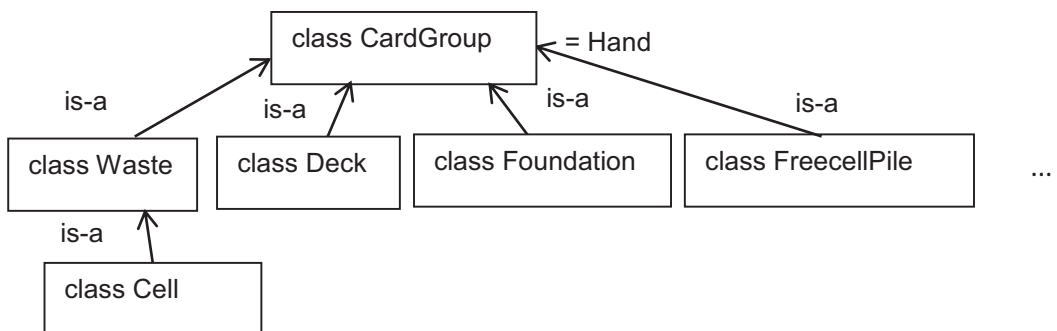 class CardGroup
= Hand
is-a
is-a
is-a
is-a
class Waste
class Deck
class Foundation
class FreecellPile
...
is-a
class Cell